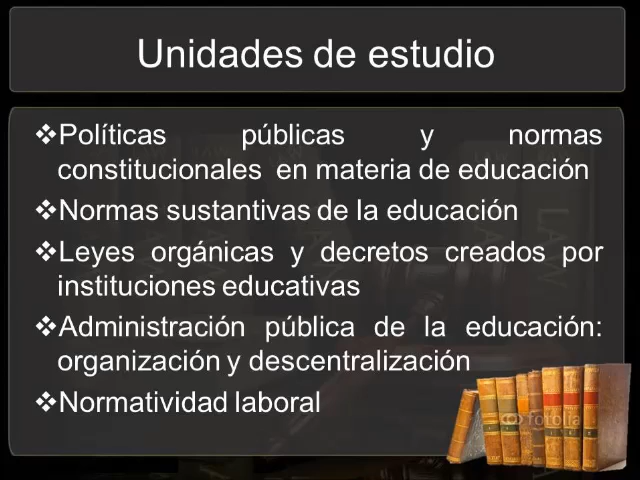 Unidades de estudio
❖Políticas públicas y normas
constitucionales en materia de educación
❖Normas sustantivas de la educación
❖Leyes orgánicas y decretos creados por
instituciones educativas
❖Administración pública de la educación:
organización y descentralización
❖Normatividad laboral
fotolia